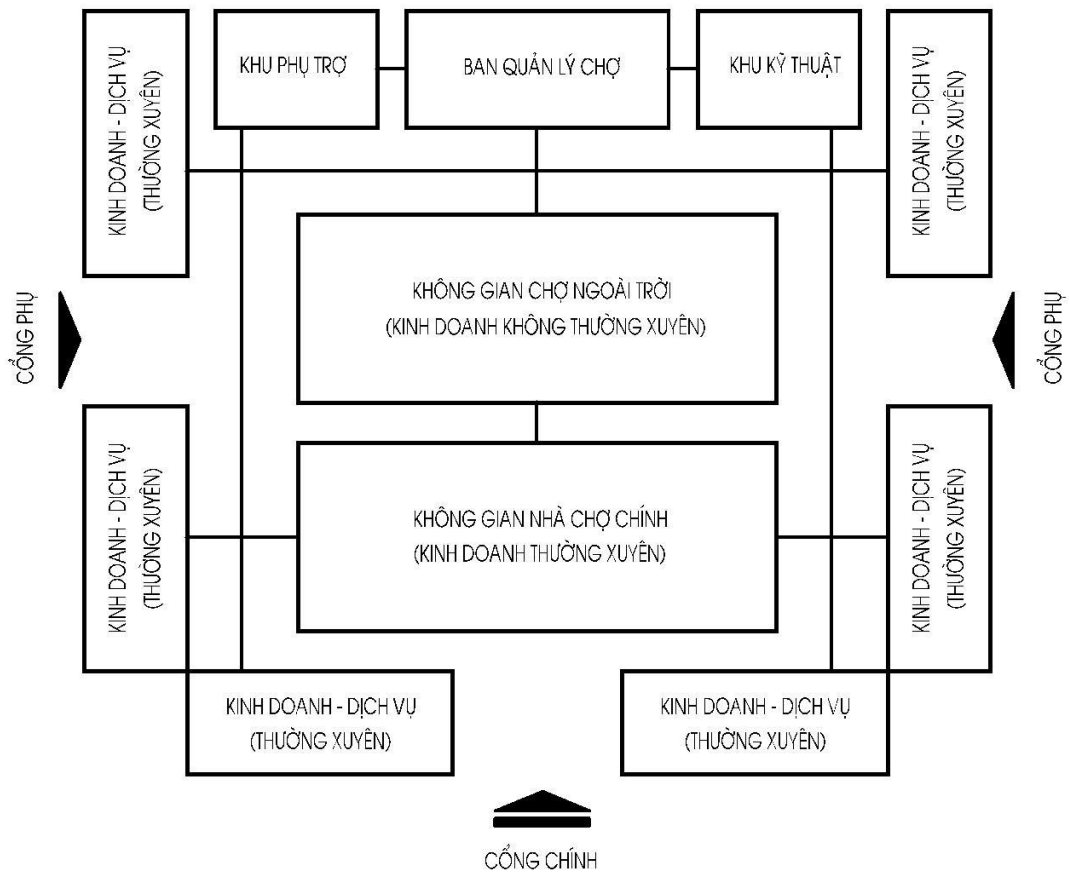 KHU PHỤ TRỢ
BAN QUẢN LÝ CHỢ
KHU KỸ THUẬT
KINH DOANH - DỊCH VỤ
(THƯỜNG XUYÊN)
KINH DOANH - DỊCH VỤ
(THƯỜNG XUYÊN)
KHÔNG GIAN CHỢ NGOÀI TRỜI
(KINH DOANH KHÔNG THƯỜNG XUYÊN)
CỔNG PHỤ
CỔNG PHỤ
KINH DOANH - DỊCH VỤ
(THƯỜNG XUYÊN)
KHÔNG GIAN NHÀ CHỢ CHÍNH
(KINH DOANH THƯỜNG XUYÊN)
KINH DOANH - DỊCH VỤ
(THƯỜNG XUYÊN)
KINH DOANH - DỊCH VỤ
(THƯỜNG XUYÊN)
KINH DOANH - DỊCH VỤ
(THƯỜNG XUYÊN)
CỔNG CHÍNH